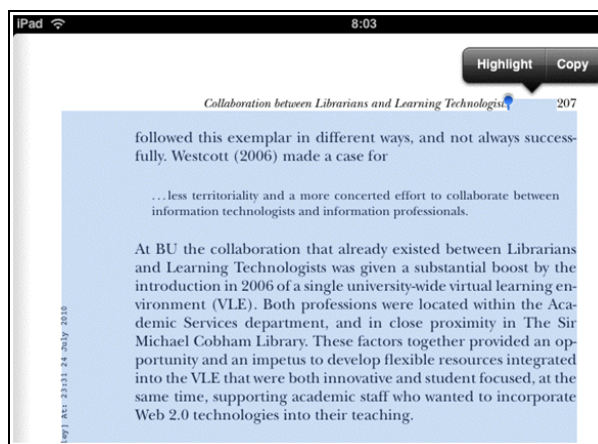 iPad 8:03
Highlight Copy
Collaboration between Librarians and Learning Technologist 207
followed this exemplar in different ways, and not always success-
fully. Westcott (2006) made a case for
...less territoriality and a more concerted effort to collaborate between
information technologists and information professionals.
At BU the collaboration that already existed between Librarians
and Learning Technologists was given a substantial boost by the
introduction in 2006 of a single university-wide virtual learning en-
vironment (VLE). Both professions were located within the Aca-
demic Services department, and in close proximity in The Sir
Michael Cobham Library. These factors together provided an op-
portunity and an impetus to develop flexible resources integrated
into the VLE that were both innovative and student focused, at the
same time, supporting academic staff who wanted to incorporate
Web 2.0 technologies into their teaching.
ley] At: 23:31 24 July 2010